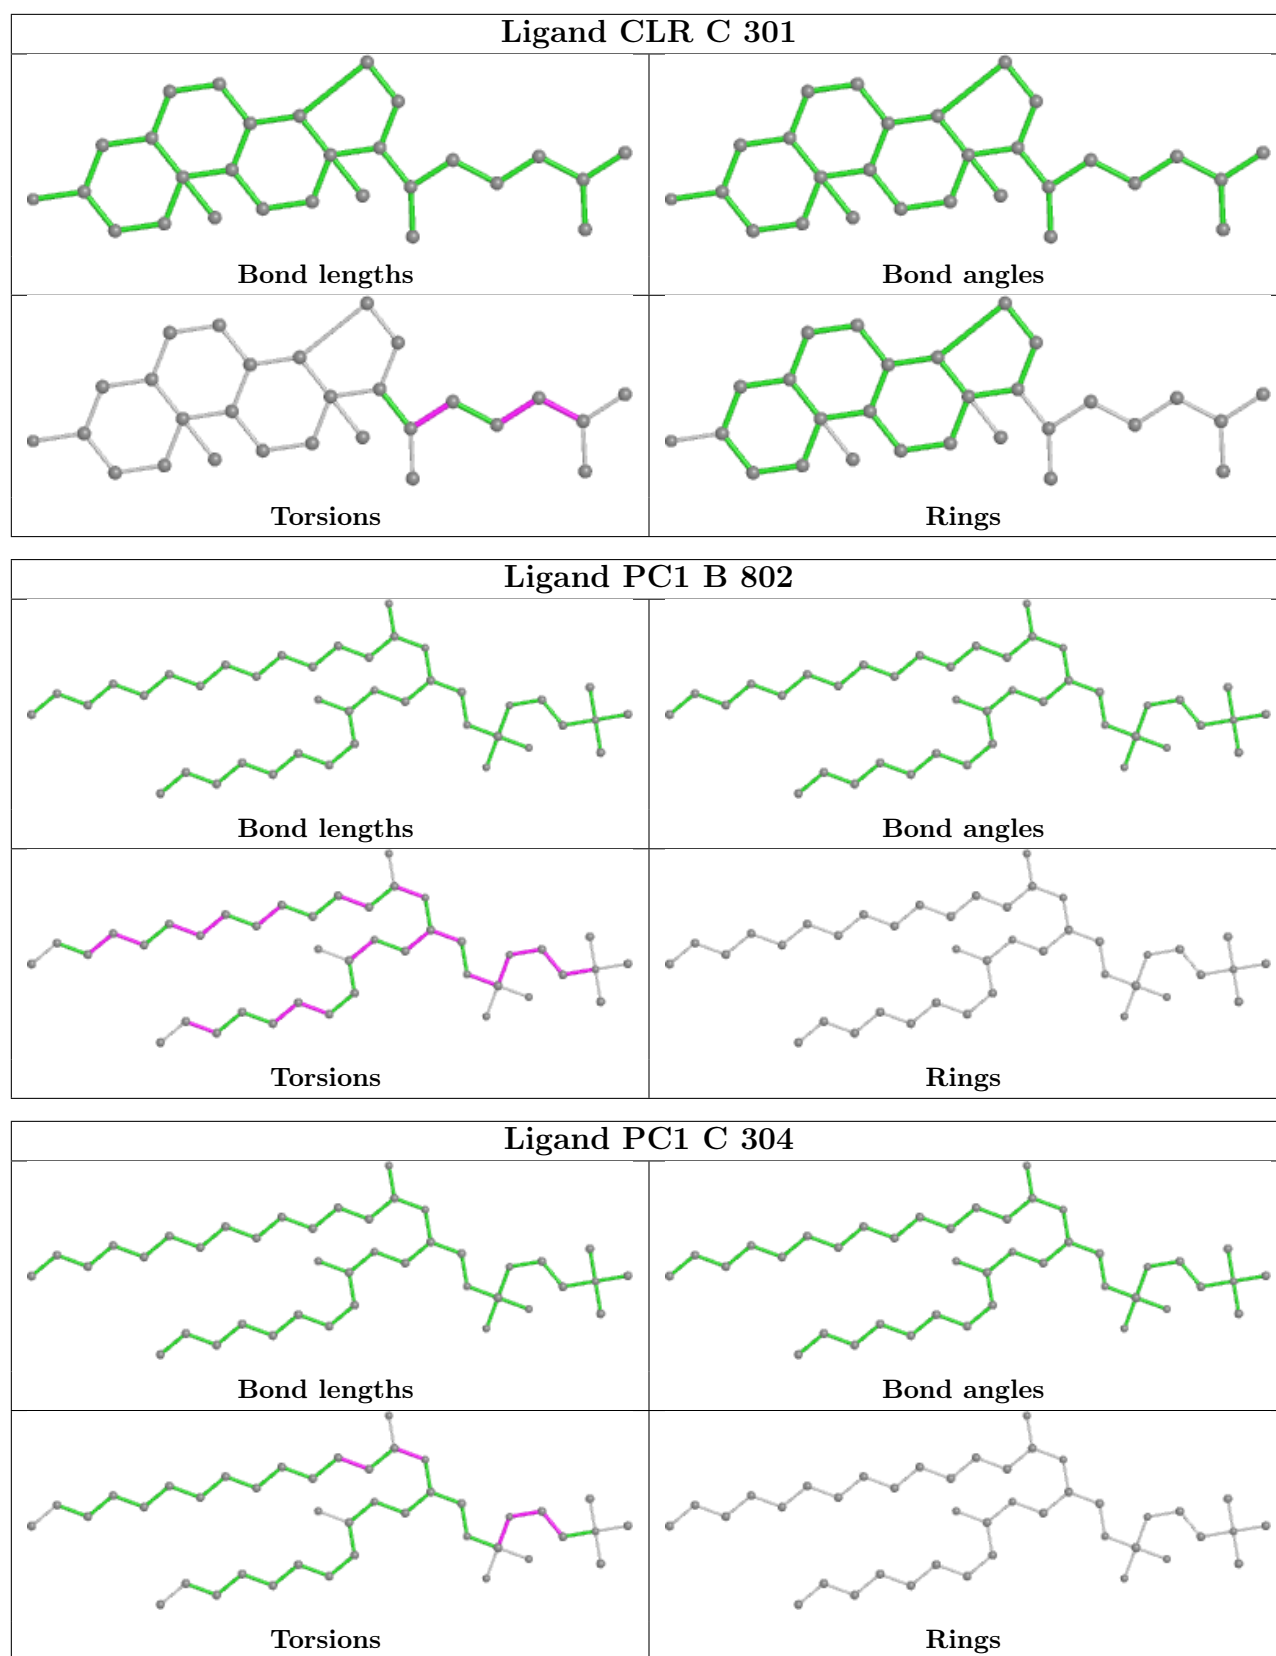 Ligand CLR C 301
Bond lengths
Bond angles
Torsions
Rings
Ligand PC1 B 802
Bond lengths
Bond angles
Torsions
Rings
Ligand PC1 C 304
Bond lengths
Bond angles
Torsions
Rings